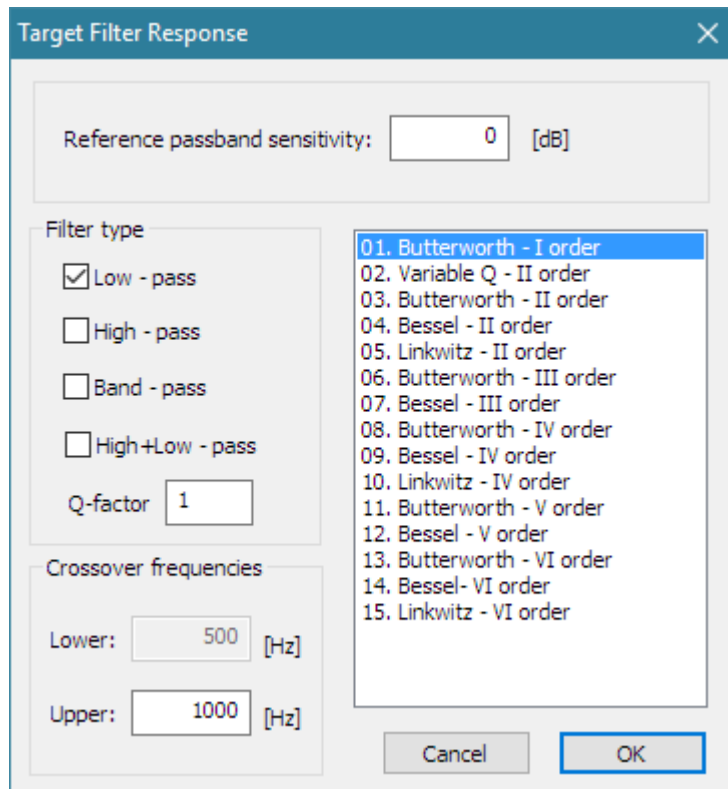 Target Filter Response
Reference passband sensitivity: 0 [dB]
Filter type
Low - pass
High - pass
Band - pass
High+Low - pass
Q-factor 1
01. Butterworth - I order
02. Variable Q - II order
03. Butterworth - II order
04. Bessel - II order
05. Linkwitz - II order
06. Butterworth - III order
07. Bessel - III order
08. Butterworth - IV order
09. Bessel - IV order
10. Linkwitz - IV order
11. Butterworth - V order
12. Bessel - V order
13. Butterworth - VI order
14. Bessel- VI order
15. Linkwitz - VI order
Crossover frequencies
Lower: 500 [Hz]
Upper: 1000 [Hz]
Cancel OK